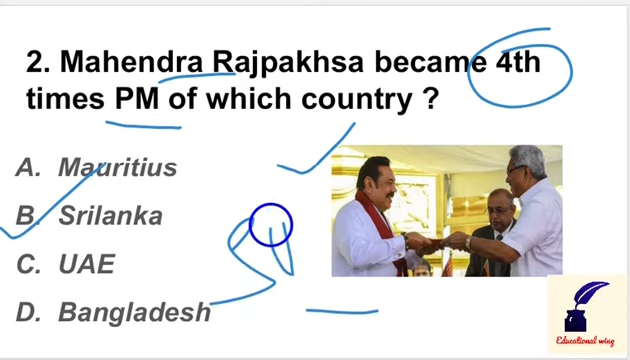 2. Mahendra Rajpakhsa became 4th
times PM of which country ?
A. Mauritius
B. Srilanka
C. UAE
D. Bangladesh
Educational wing